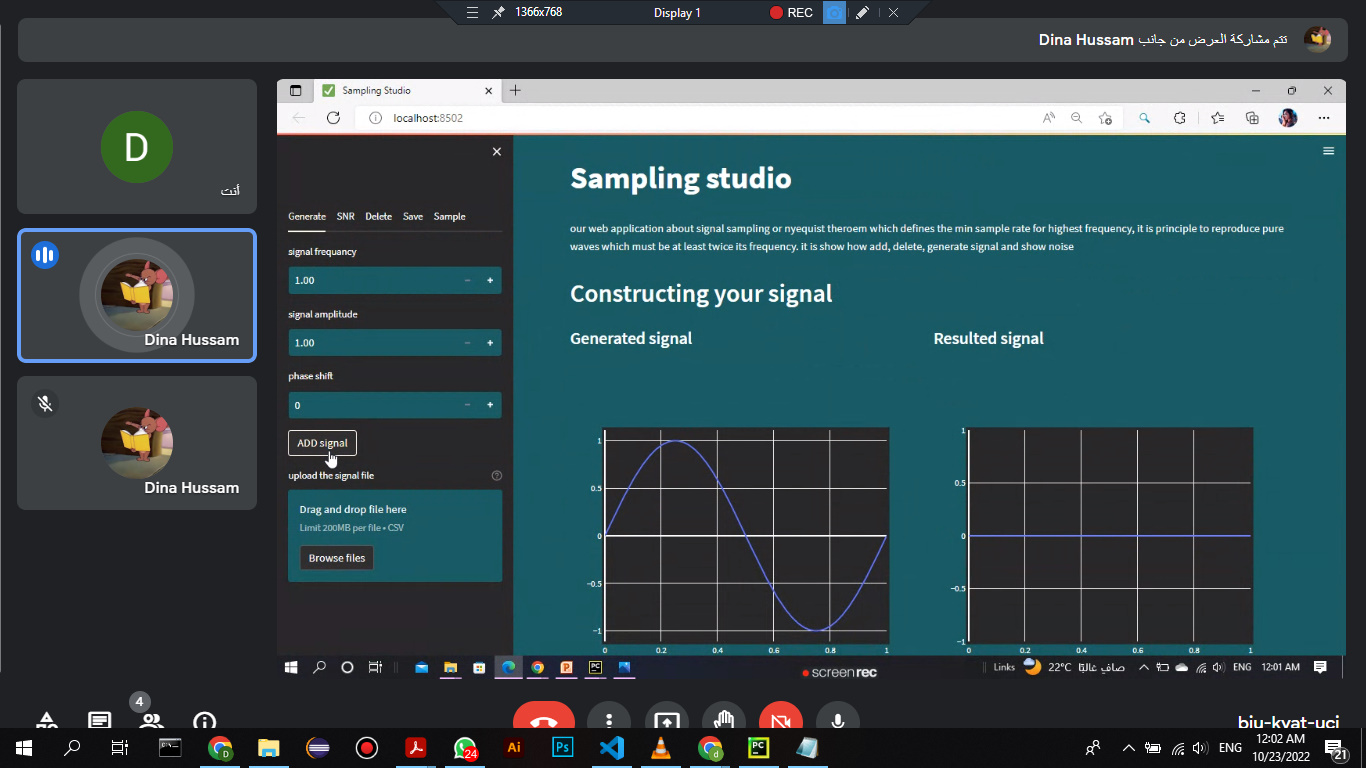 1366x768
Display 1
REC
تتم مشاركة العرض من جانب Dina Hussam
D
أنت
Dina Hussam
Dina Hussam
Sampling Studio
localhost:8502
Generate SNR Delete Save Sample
signal frequancy
1.00
signal amplitude
1.00
phase shift
0
ADD signal
upload the signal file
Drag and drop file here
Limit 200MB per file • CSV
Browse files
Sampling studio
our web application about signal sampling or nyequist theroem which defines the min sample rate for highest frequency, it is principle to reproduce pure
waves which must be at least twice its frequency. it is show how add, delete, generate signal and show noise
Constructing your signal
Generated signal
Resulted signal
1
0.5
0
−0.5
−1
0 0.2 0.4 0.6 0.8 1
1
0.5
0
−0.5
−1
0 0.2 0.4 0.6 0.8 1
screenrec
Links
22°C صاف غالبًا
ENG
12:01 AM
4
biu-kvat-uci
24
Ai
Ps
PC
ENG
12:02 AM
10/23/2022
21